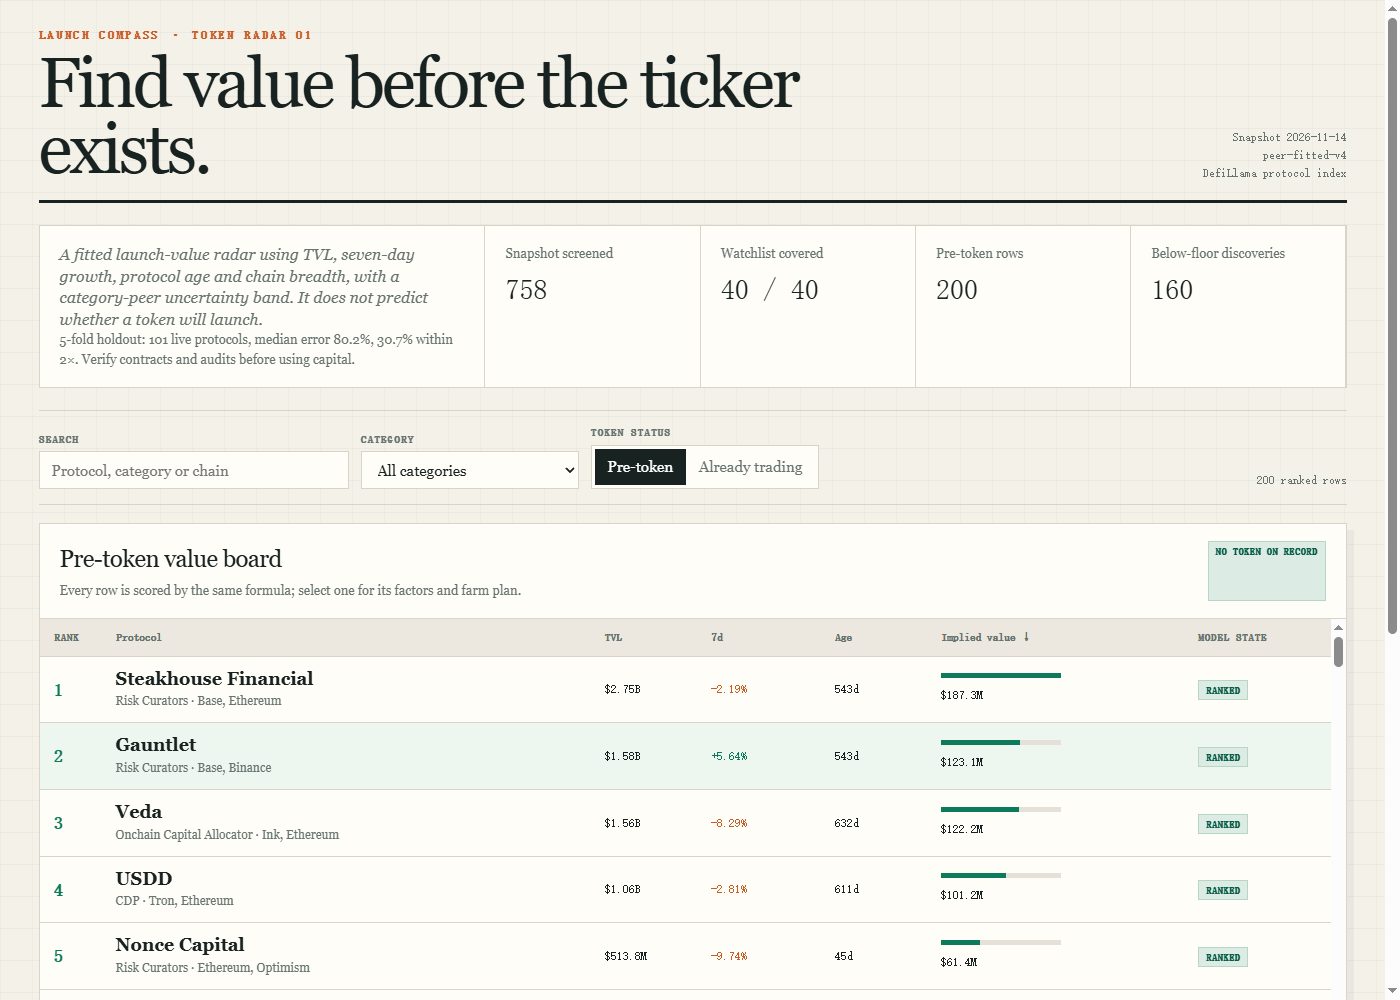 LAUNCH COMPASS · TOKEN RADAR 01
Find value before the ticker
exists.
Snapshot 2026-11-14
peer-fitted-v4
DefiLlama protocol index
A fitted launch-value radar using TVL, seven-day
growth, protocol age and chain breadth, with a
category-peer uncertainty band. It does not predict
whether a token will launch.
5-fold holdout: 101 live protocols, median error 80.2%, 30.7% within
2×. Verify contracts and audits before using capital.
Snapshot screened
758
Watchlist covered
40 / 40
Pre-token rows
200
Below-floor discoveries
160
SEARCH
Protocol, category or chain
CATEGORY
All categories
TOKEN STATUS
Pre-token
Already trading
200 ranked rows
Pre-token value board
Every row is scored by the same formula; select one for its factors and farm plan.
NO TOKEN ON RECORD
RANK Protocol TVL 7d Age Implied value ↓ MODEL STATE
1 Steakhouse Financial $2.75B -2.19% 543d $187.3M RANKED
Risk Curators · Base, Ethereum
2 Gauntlet $1.58B +5.64% 543d $123.1M RANKED
Risk Curators · Base, Binance
3 Veda $1.56B -8.29% 632d $122.2M RANKED
Onchain Capital Allocator · Ink, Ethereum
4 USDD $1.06B -2.81% 611d $101.2M RANKED
CDP · Tron, Ethereum
5 Nonce Capital $513.8M -9.74% 45d $61.4M RANKED
Risk Curators · Ethereum, Optimism